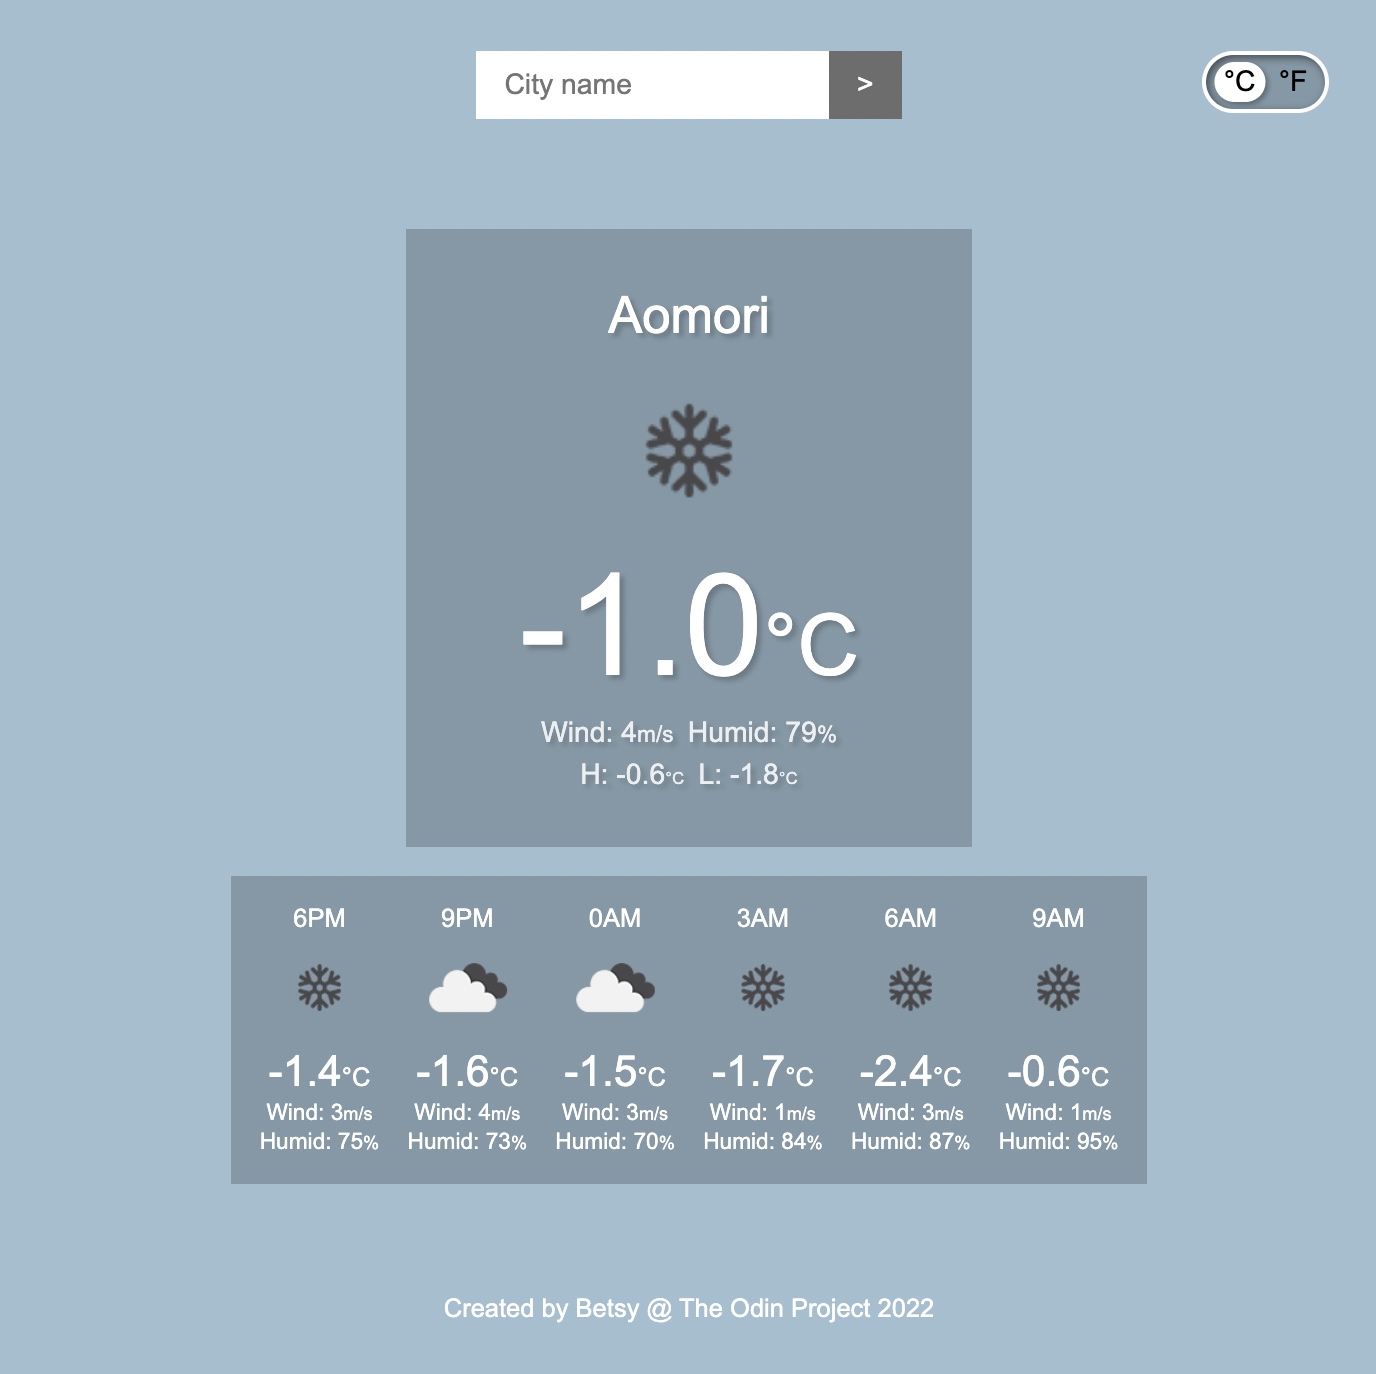 City name >
°C °F
Aomori
-1.0°C
Wind: 4m/s Humid: 79%
H: -0.6°C L: -1.8°C
6PM 9PM 0AM 3AM 6AM 9AM
-1.4°C -1.6°C -1.5°C -1.7°C -2.4°C -0.6°C
Wind: 3m/s Wind: 4m/s Wind: 3m/s Wind: 1m/s Wind: 3m/s Wind: 1m/s
Humid: 75% Humid: 73% Humid: 70% Humid: 84% Humid: 87% Humid: 95%
Created by Betsy @ The Odin Project 2022